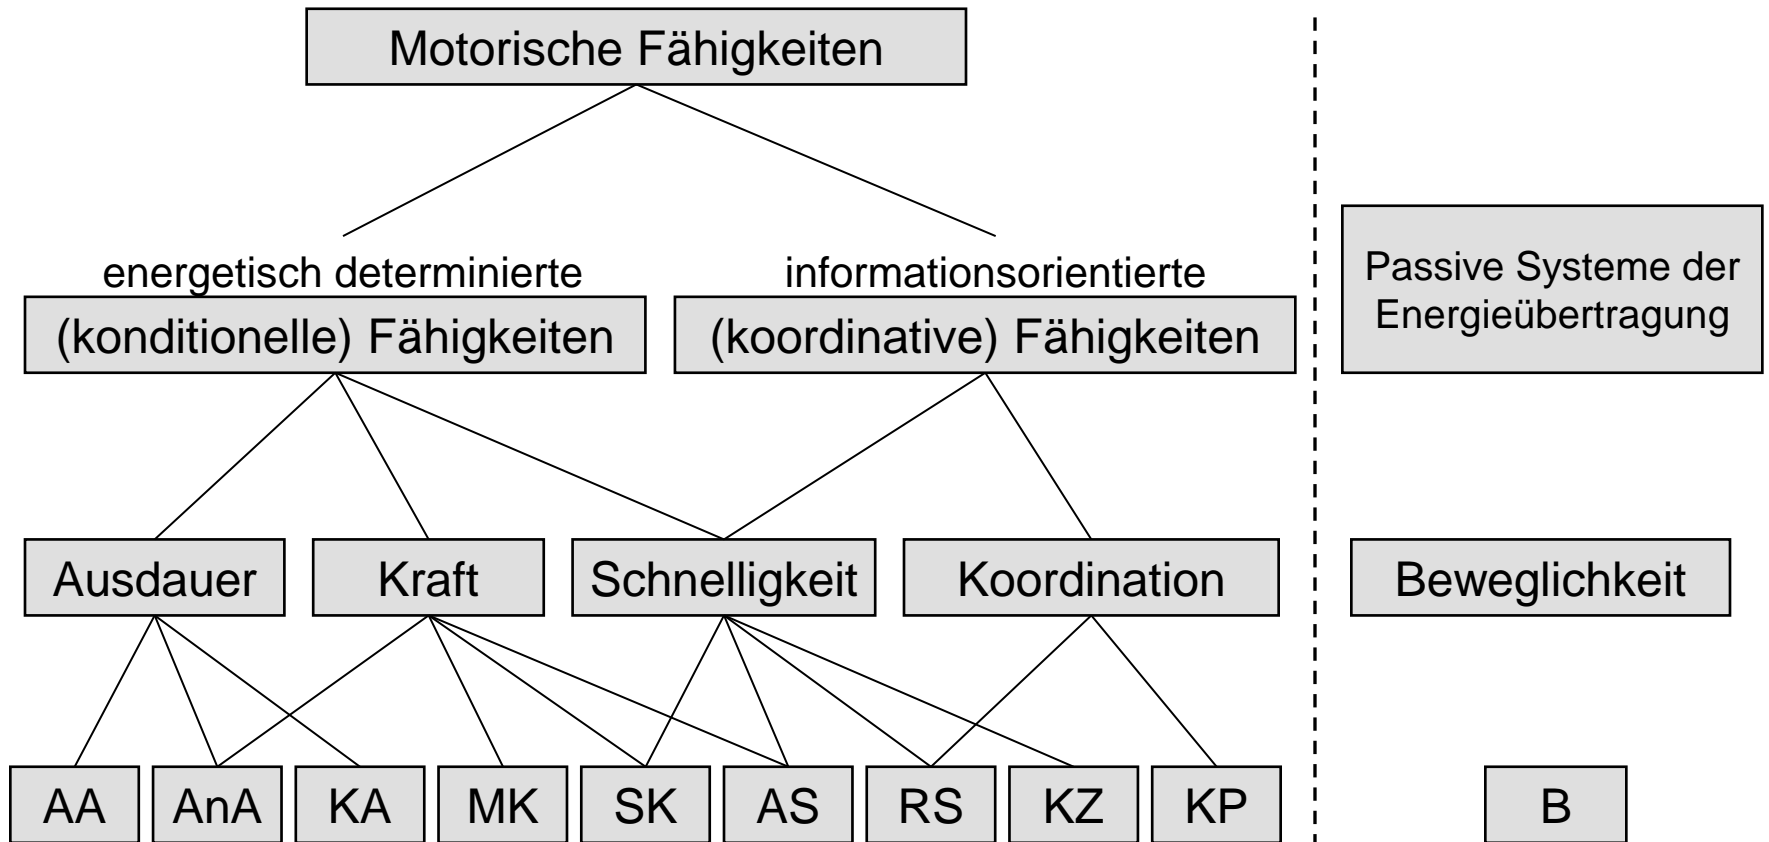 Motorische Fähigkeiten
energetisch determinierte
(konditionelle) Fähigkeiten
informationsorientierte
(koordinative) Fähigkeiten
Passive Systeme der
Energieübertragung
Ausdauer
Kraft
Schnelligkeit
Koordination
Beweglichkeit
AA
AnA
KA
MK
SK
AS
RS
KZ
KP
B